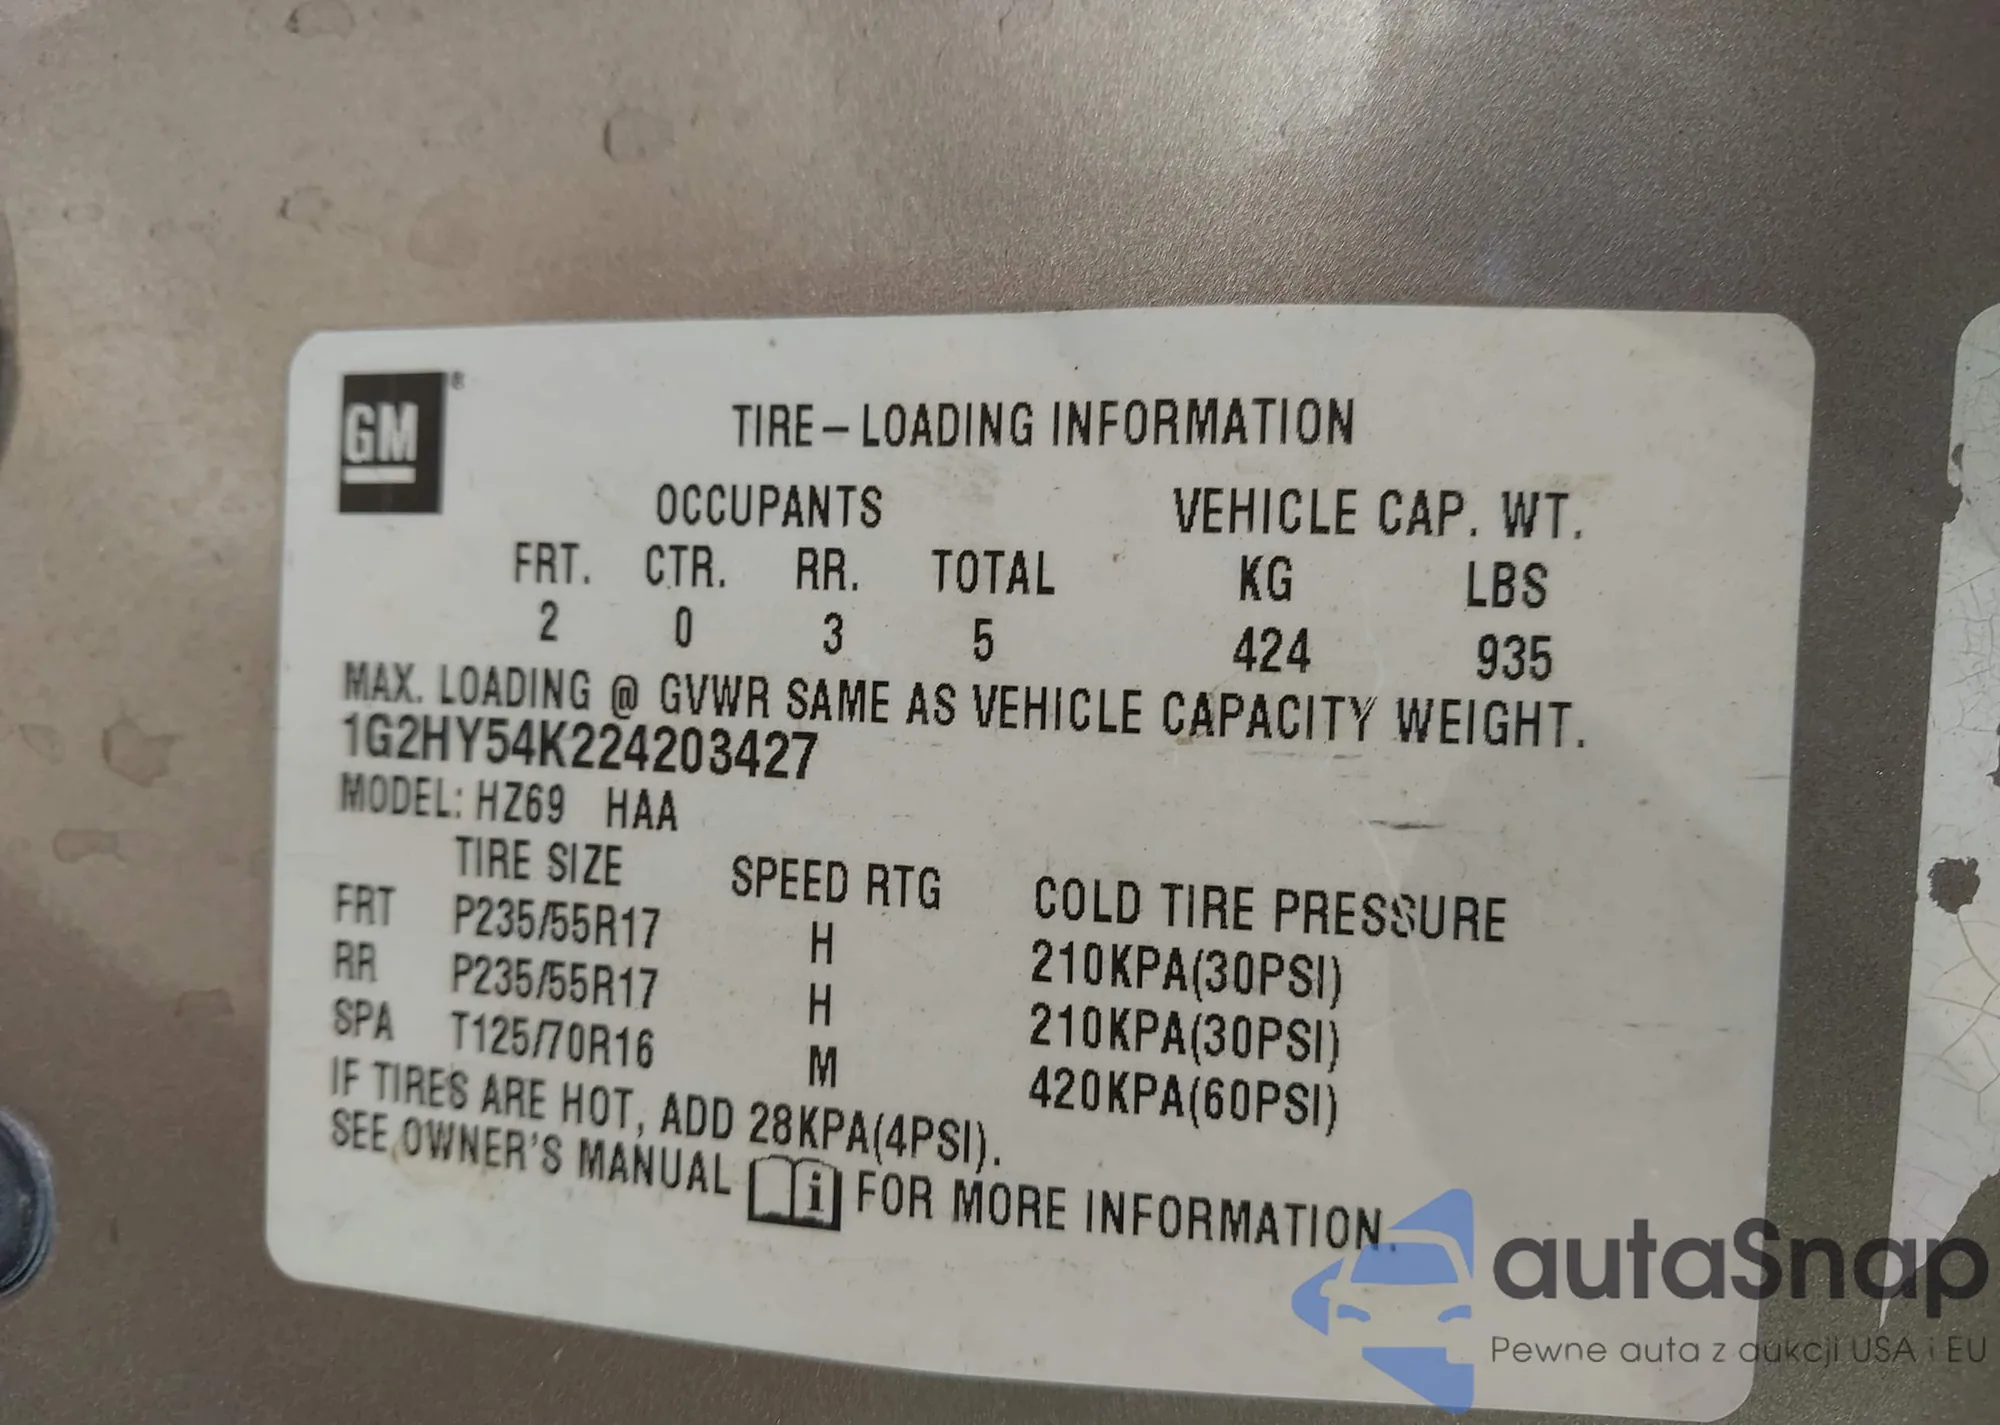 GM®
TIRE – LOADING INFORMATION
OCCUPANTS VEHICLE CAP. WT.
FRT. CTR. RR. TOTAL KG LBS
2 0 3 5 424 935
MAX. LOADING @ GVWR SAME AS VEHICLE CAPACITY WEIGHT.
1G2HY54K224203427
MODEL: HZ69 HAA
TIRE SIZE SPEED RTG COLD TIRE PRESSURE
FRT P235/55R17 H 210KPA(30PSI)
RR P235/55R17 H 210KPA(30PSI)
SPA T125/70R16 M 420KPA(60PSI)
IF TIRES ARE HOT, ADD 28KPA(4PSI).
SEE OWNER'S MANUAL i FOR MORE INFORMATION.
autaSnap
Pewne auta z aukcji USA i EU